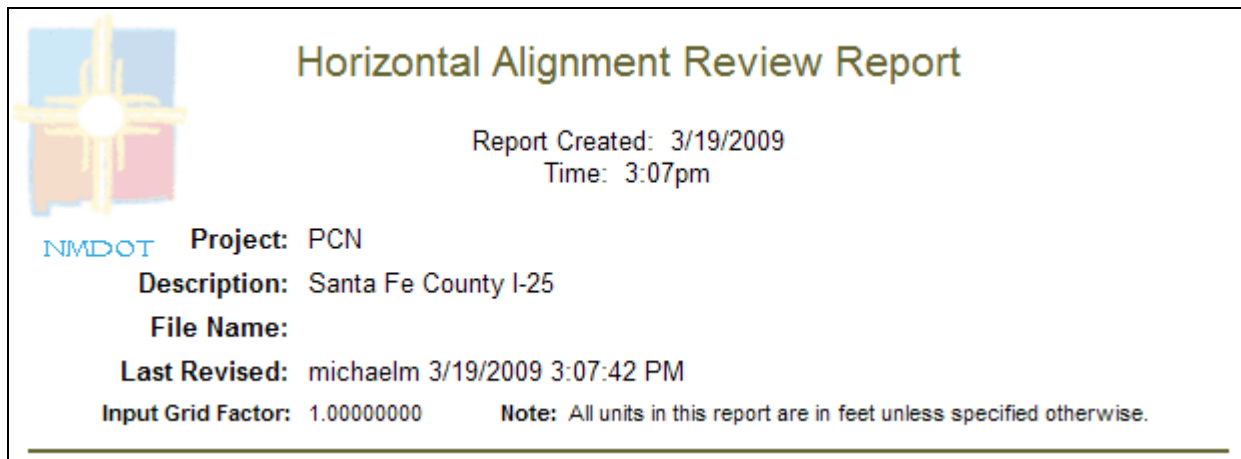 Horizontal Alignment Review Report
Report Created: 3/19/2009
Time: 3:07pm
NMDOT
Project: PCN
Description: Santa Fe County I-25
File Name:
Last Revised: michaelm 3/19/2009 3:07:42 PM
Input Grid Factor: 1.00000000 Note: All units in this report are in feet unless specified otherwise.